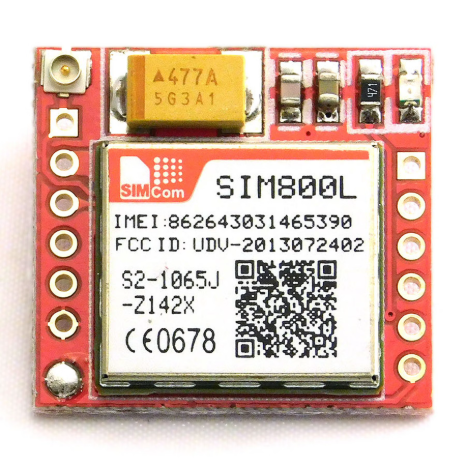 ▲477A
5G3A1
471
SIMCom
SIM800L
IMEI:862643031465390
FCC ID: UDV-2013072402
S2-1065J
-Z142X
CE0678